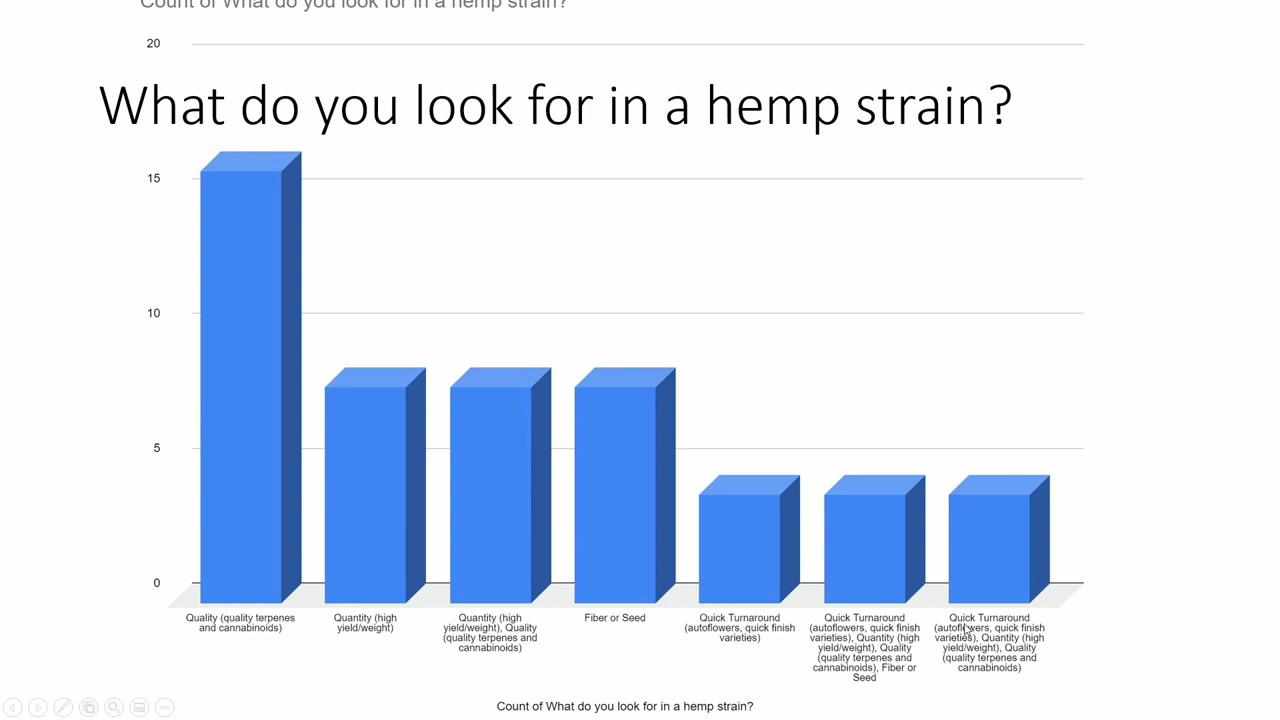 Count of What do you look for in a hemp strain?
20
What do you look for in a hemp strain?
15
10
5
0
Quality (quality terpenes
and cannabinoids)
Quantity (high
yield/weight)
Quantity (high
yield/weight), Quality
(quality terpenes and
cannabinoids)
Fiber or Seed
Quick Turnaround
(autoflowers, quick finish
varieties)
Quick Turnaround
(autoflowers, quick finish
varieties), Quantity (high
yield/weight), Quality
(quality terpenes and
cannabinoids), Fiber or
Seed
Quick Turnaround
(autoflowers, quick finish
varieties), Quantity (high
yield/weight), Quality
(quality terpenes and
cannabinoids)
Count of What do you look for in a hemp strain?